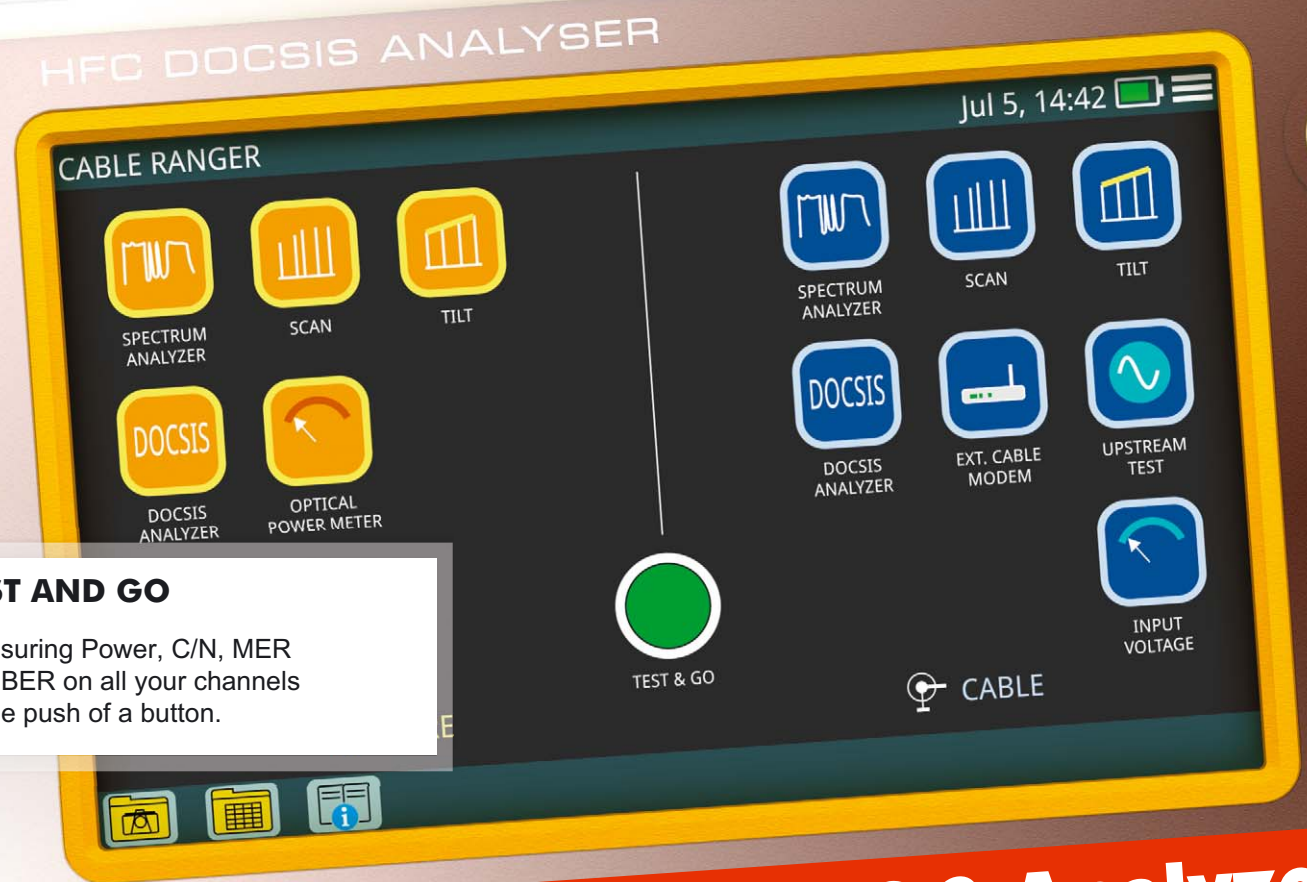 HFC DOCSIS ANALYSER
CABLE RANGER
Jul 5, 14:42
SPECTRUM
ANALYZER
SCAN
TILT
DOCSIS
DOCSIS
ANALYZER
OPTICAL
POWER METER
SPECTRUM
ANALYZER
SCAN
TILT
DOCSIS
DOCSIS
ANALYZER
EXT. CABLE
MODEM
UPSTREAM
TEST
INPUT
VOLTAGE
TEST & GO
CABLE
AND GO
Power, C/N, MER
BER on all your channels
push of a button.